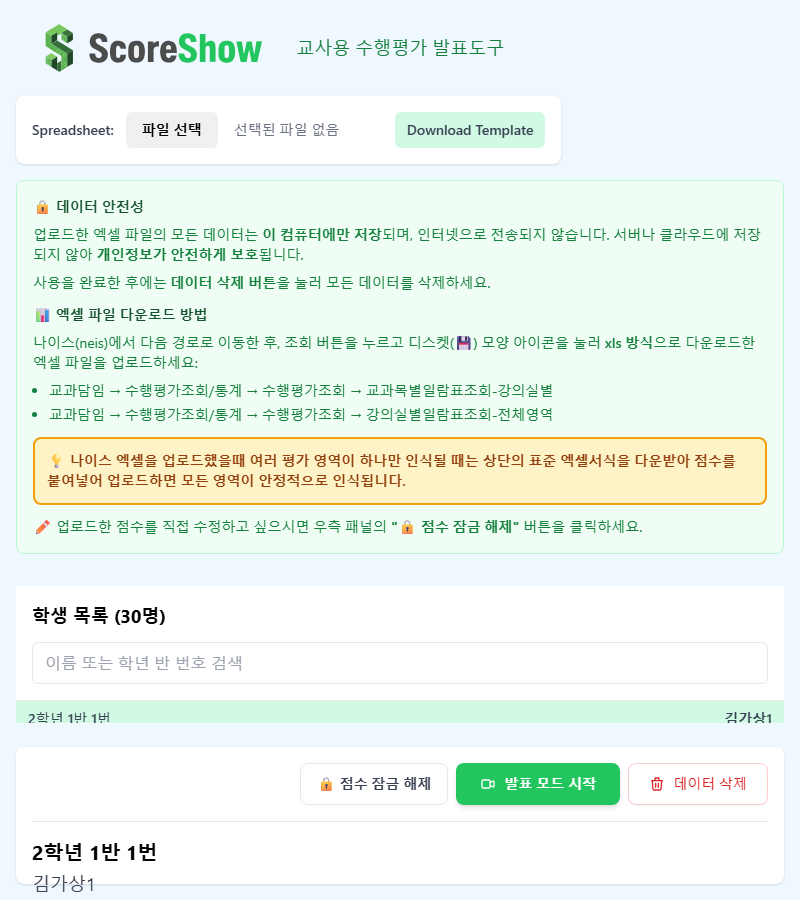 ScoreShow 교사용 수행평가 발표도구
Spreadsheet: 파일 선택 선택된 파일 없음 Download Template
🔒 데이터 안전성
업로드한 엑셀 파일의 모든 데이터는 이 컴퓨터에만 저장되며, 인터넷으로 전송되지 않습니다. 서버나 클라우드에 저장
되지 않아 개인정보가 안전하게 보호됩니다.
사용을 완료한 후에는 데이터 삭제 버튼을 눌러 모든 데이터를 삭제하세요.
📊 엑셀 파일 다운로드 방법
나이스(neis)에서 다음 경로로 이동한 후, 조회 버튼을 누르고 디스켓(💾) 모양 아이콘을 눌러 xls 방식으로 다운로드한
엑셀 파일을 업로드하세요:
• 교과담임 → 수행평가조회/통계 → 수행평가조회 → 교과목별일람표조회-강의실별
• 교과담임 → 수행평가조회/통계 → 수행평가조회 → 강의실별일람표조회-전체영역
💡 나이스 엑셀을 업로드했을때 여러 평가 영역이 하나만 인식될 때는 상단의 표준 엑셀서식을 다운받아 점수를
붙여넣어 업로드하면 모든 영역이 안정적으로 인식됩니다.
✏️ 업로드한 점수를 직접 수정하고 싶으시면 우측 패널의 "🔒 점수 잠금 해제" 버튼을 클릭하세요.
학생 목록 (30명)
이름 또는 학년 반 번호 검색
2학년 1반 1번 김가상1
🔒 점수 잠금 해제 발표 모드 시작 데이터 삭제
2학년 1반 1번
김가상1